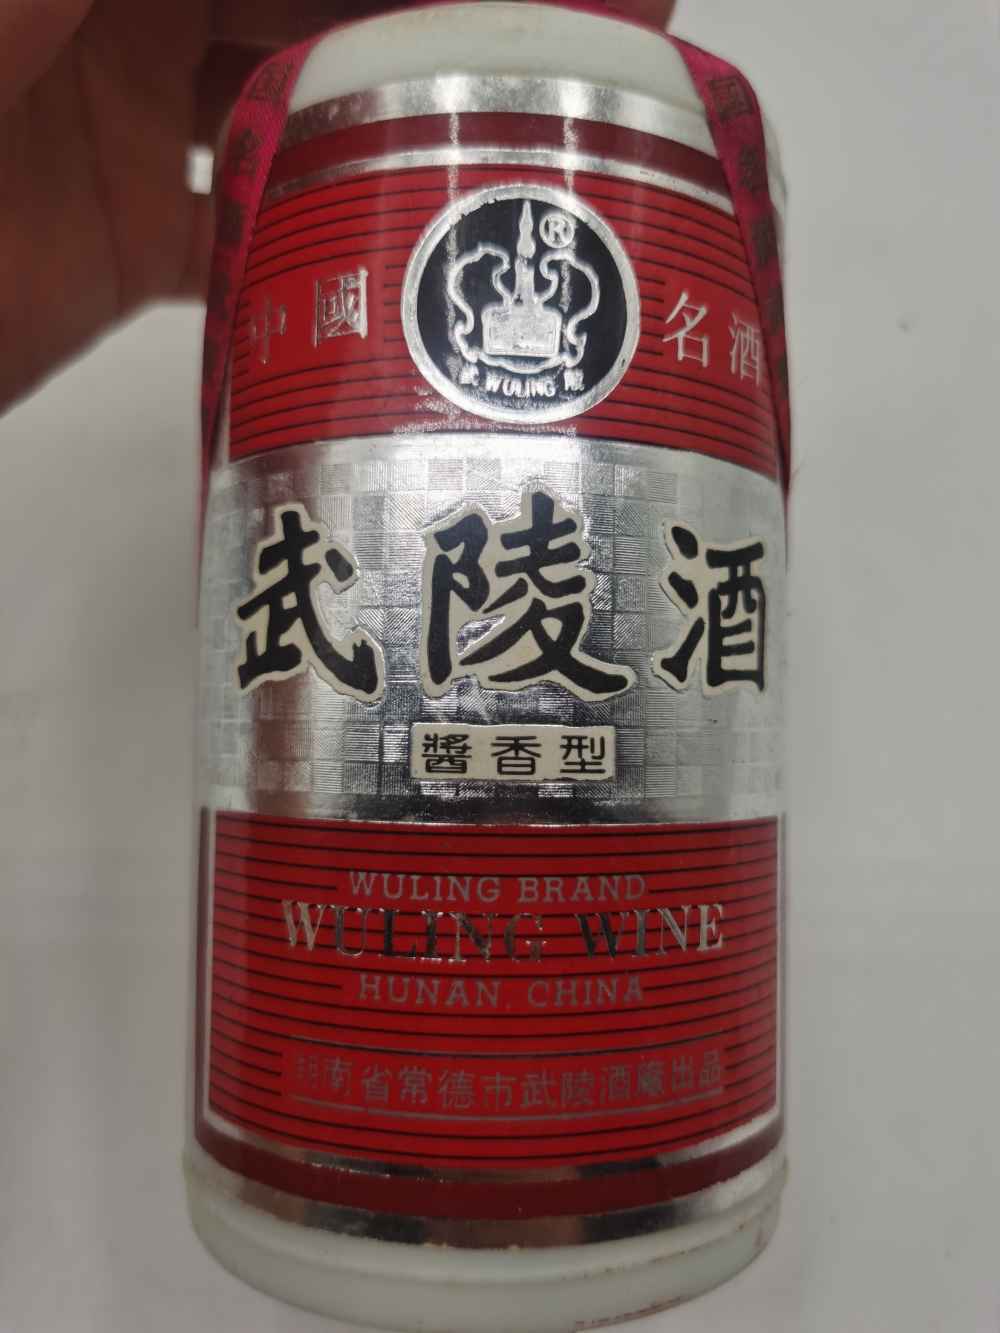 中國 名酒
®
武 WULING 陵
武陵酒
醬香型
WULING BRAND
WULING WINE
HUNAN, CHINA
湖南省常德市武陵酒廠出品